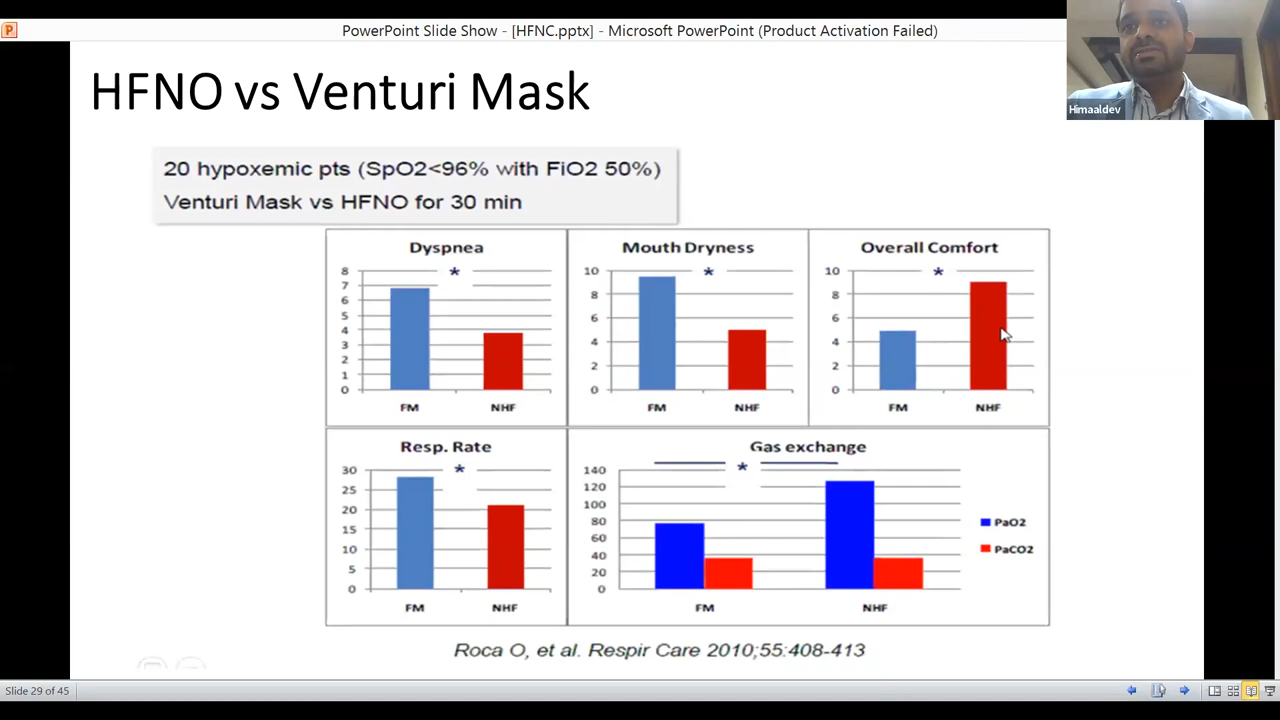 PowerPoint Slide Show - [HFNC.pptx] - Microsoft PowerPoint (Product Activation Failed)
Himaaldev
HFNO vs Venturi Mask
20 hypoxemic pts (SpO2<96% with FiO2 50%)
Venturi Mask vs HFNO for 30 min
Dyspnea
*
8
7
6
5
4
3
2
1
0
FM NHF
Mouth Dryness
*
10
8
6
4
2
0
FM NHF
Overall Comfort
*
10
8
6
4
2
0
FM NHF
Resp. Rate
*
30
25
20
15
10
5
0
FM NHF
Gas exchange
*
140
120
100
80
60
40
20
0
FM NHF
PaO2
PaCO2
Roca O, et al. Respir Care 2010;55:408-413
Slide 29 of 45